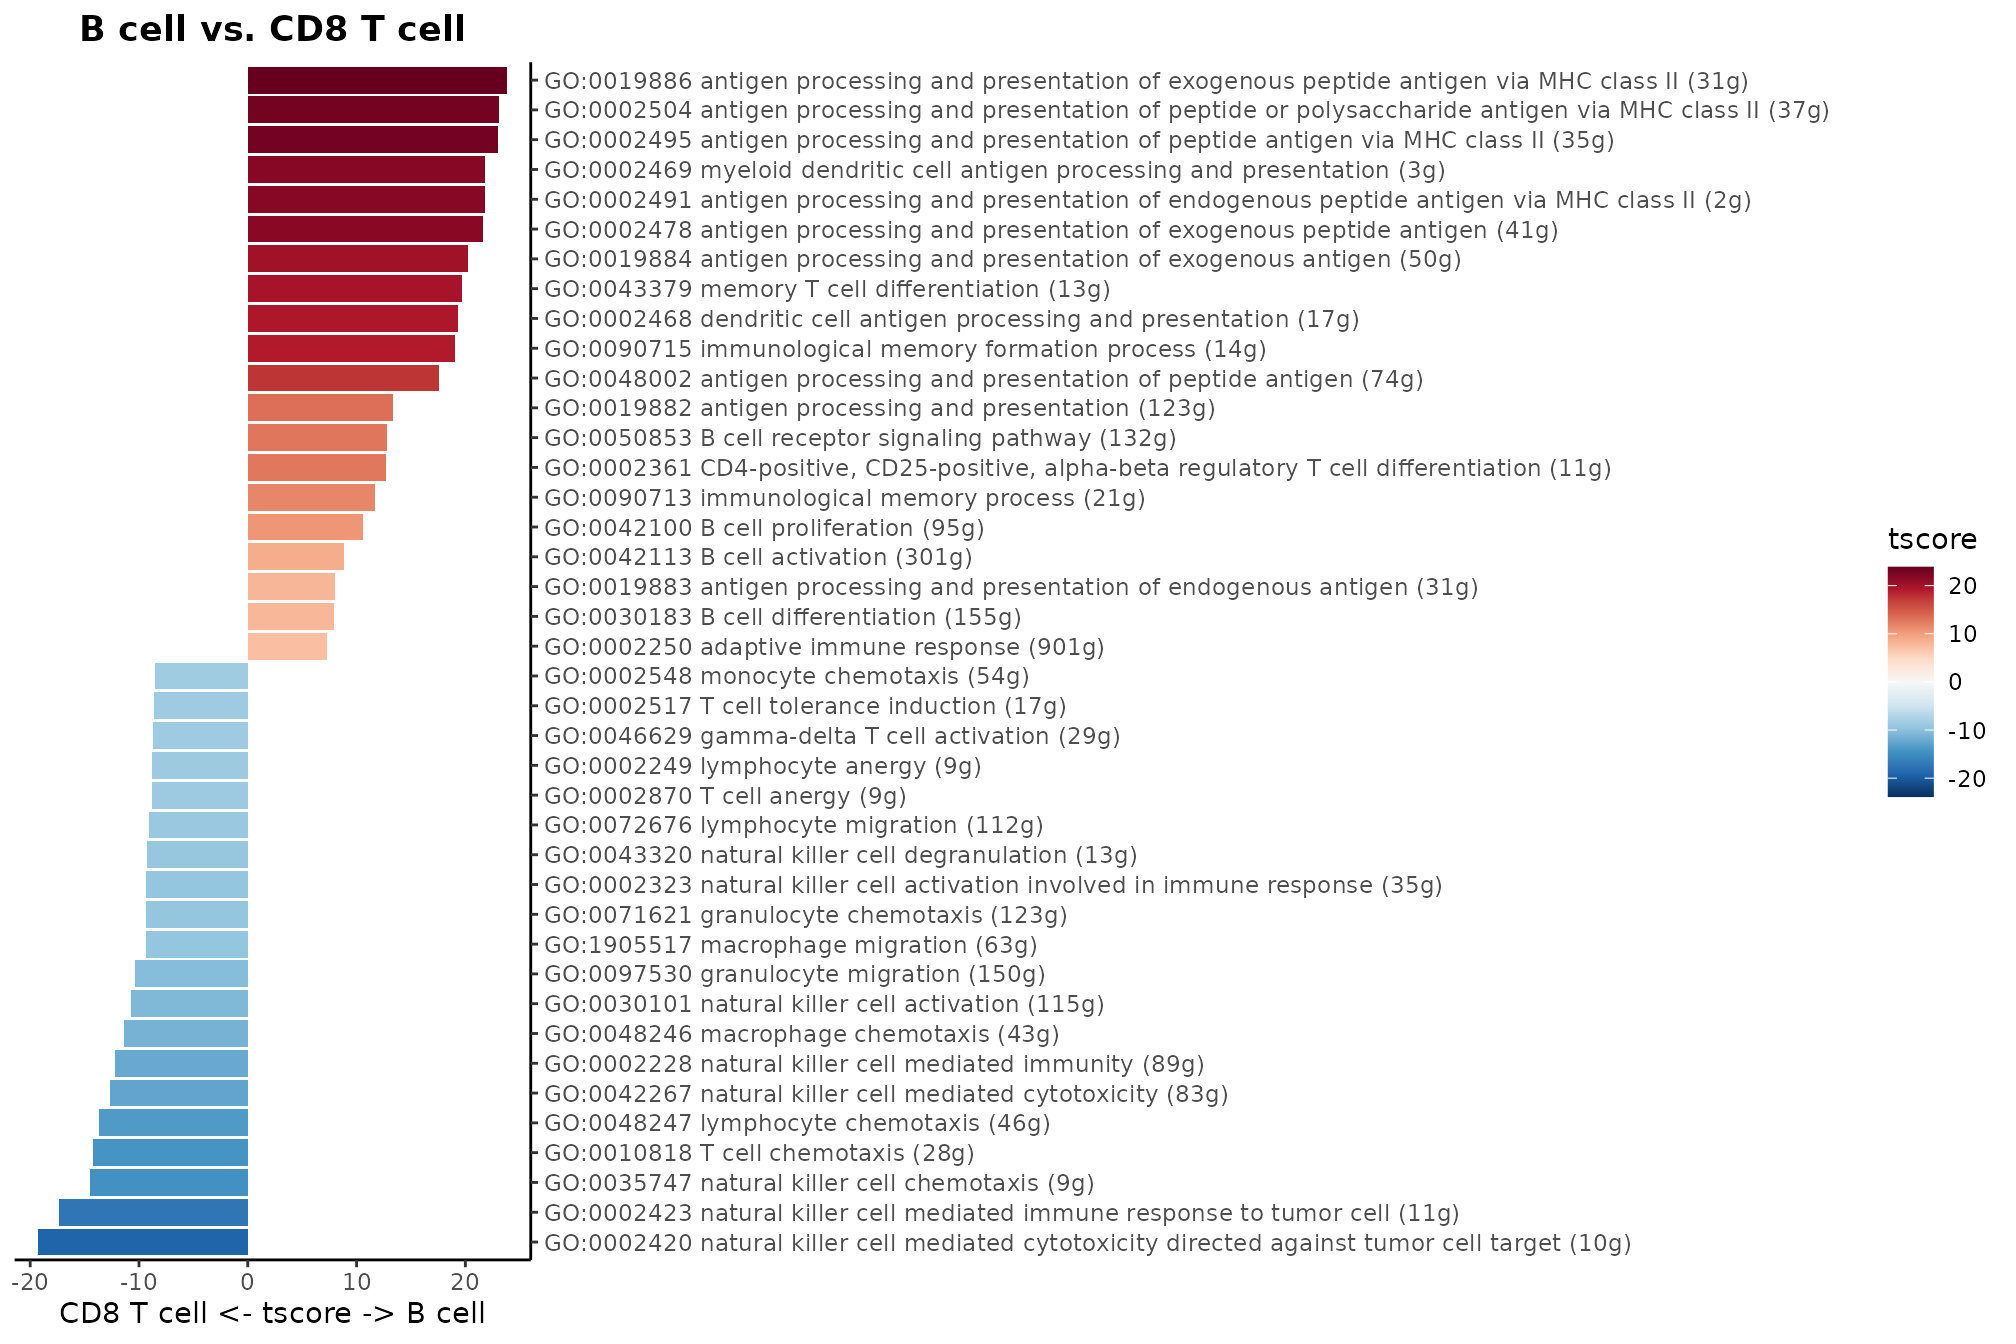 B cell vs. CD8 T cell
GO:0019886 antigen processing and presentation of exogenous peptide antigen via MHC class II (31g)
GO:0002504 antigen processing and presentation of peptide or polysaccharide antigen via MHC class II (37g)
GO:0002495 antigen processing and presentation of peptide antigen via MHC class II (35g)
GO:0002469 myeloid dendritic cell antigen processing and presentation (3g)
GO:0002491 antigen processing and presentation of endogenous peptide antigen via MHC class II (2g)
GO:0002478 antigen processing and presentation of exogenous peptide antigen (41g)
GO:0019884 antigen processing and presentation of exogenous antigen (50g)
GO:0043379 memory T cell differentiation (13g)
GO:0002468 dendritic cell antigen processing and presentation (17g)
GO:0090715 immunological memory formation process (14g)
GO:0048002 antigen processing and presentation of peptide antigen (74g)
GO:0019882 antigen processing and presentation (123g)
GO:0050853 B cell receptor signaling pathway (132g)
GO:0002361 CD4-positive, CD25-positive, alpha-beta regulatory T cell differentiation (11g)
GO:0090713 immunological memory process (21g)
GO:0042100 B cell proliferation (95g)
GO:0042113 B cell activation (301g)
GO:0019883 antigen processing and presentation of endogenous antigen (31g)
GO:0030183 B cell differentiation (155g)
GO:0002250 adaptive immune response (901g)
GO:0002548 monocyte chemotaxis (54g)
GO:0002517 T cell tolerance induction (17g)
GO:0046629 gamma-delta T cell activation (29g)
GO:0002249 lymphocyte anergy (9g)
GO:0002870 T cell anergy (9g)
GO:0072676 lymphocyte migration (112g)
GO:0043320 natural killer cell degranulation (13g)
GO:0002323 natural killer cell activation involved in immune response (35g)
GO:0071621 granulocyte chemotaxis (123g)
GO:1905517 macrophage migration (63g)
GO:0097530 granulocyte migration (150g)
GO:0030101 natural killer cell activation (115g)
GO:0048246 macrophage chemotaxis (43g)
GO:0002228 natural killer cell mediated immunity (89g)
GO:0042267 natural killer cell mediated cytotoxicity (83g)
GO:0048247 lymphocyte chemotaxis (46g)
GO:0010818 T cell chemotaxis (28g)
GO:0035747 natural killer cell chemotaxis (9g)
GO:0002423 natural killer cell mediated immune response to tumor cell (11g)
GO:0002420 natural killer cell mediated cytotoxicity directed against tumor cell target (10g)
-20 -10 0 10 20
CD8 T cell <- tscore -> B cell
tscore
20
10
0
-10
-20